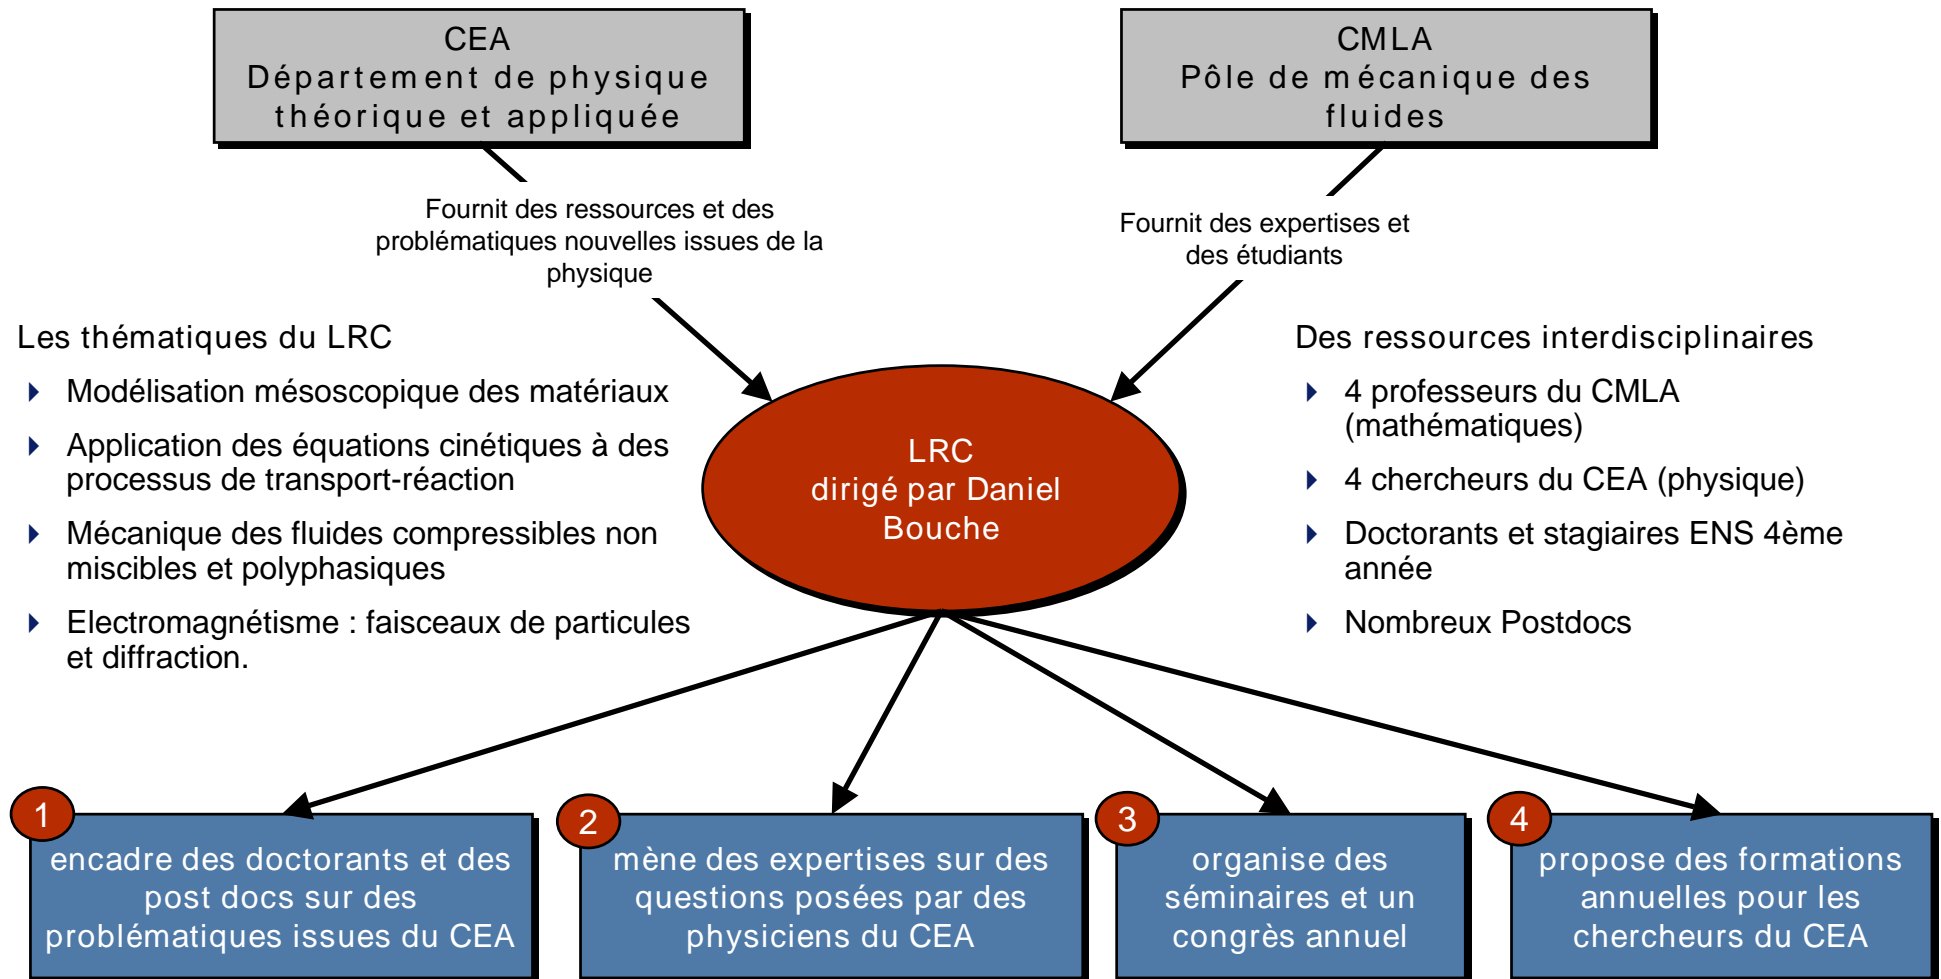 CEA
Département de physique
théorique et appliquée
CMLA
Pôle de mécanique des
fluides
Fournit des ressources et des
problématiques nouvelles issues de la
physique
Fournit des expertises et
des étudiants
Les thématiques du LRC
Modélisation mésoscopique des matériaux
Application des équations cinétiques à des
processus de transport-réaction
Mécanique des fluides compressibles non
miscibles et polyphasiques
Electromagnétisme : faisceaux de particules
et diffraction.
LRC
dirigé par Daniel
Bouche
Des ressources interdisciplinaires
4 professeurs du CMLA
(mathématiques)
4 chercheurs du CEA (physique)
Doctorants et stagiaires ENS 4ème
année
Nombreux Postdocs
1
encadre des doctorants et des
post docs sur des
problématiques issues du CEA
2
mène des expertises sur des
questions posées par des
physiciens du CEA
3
organise des
séminaires et un
congrès annuel
4
propose des formations
annuelles pour les
chercheurs du CEA